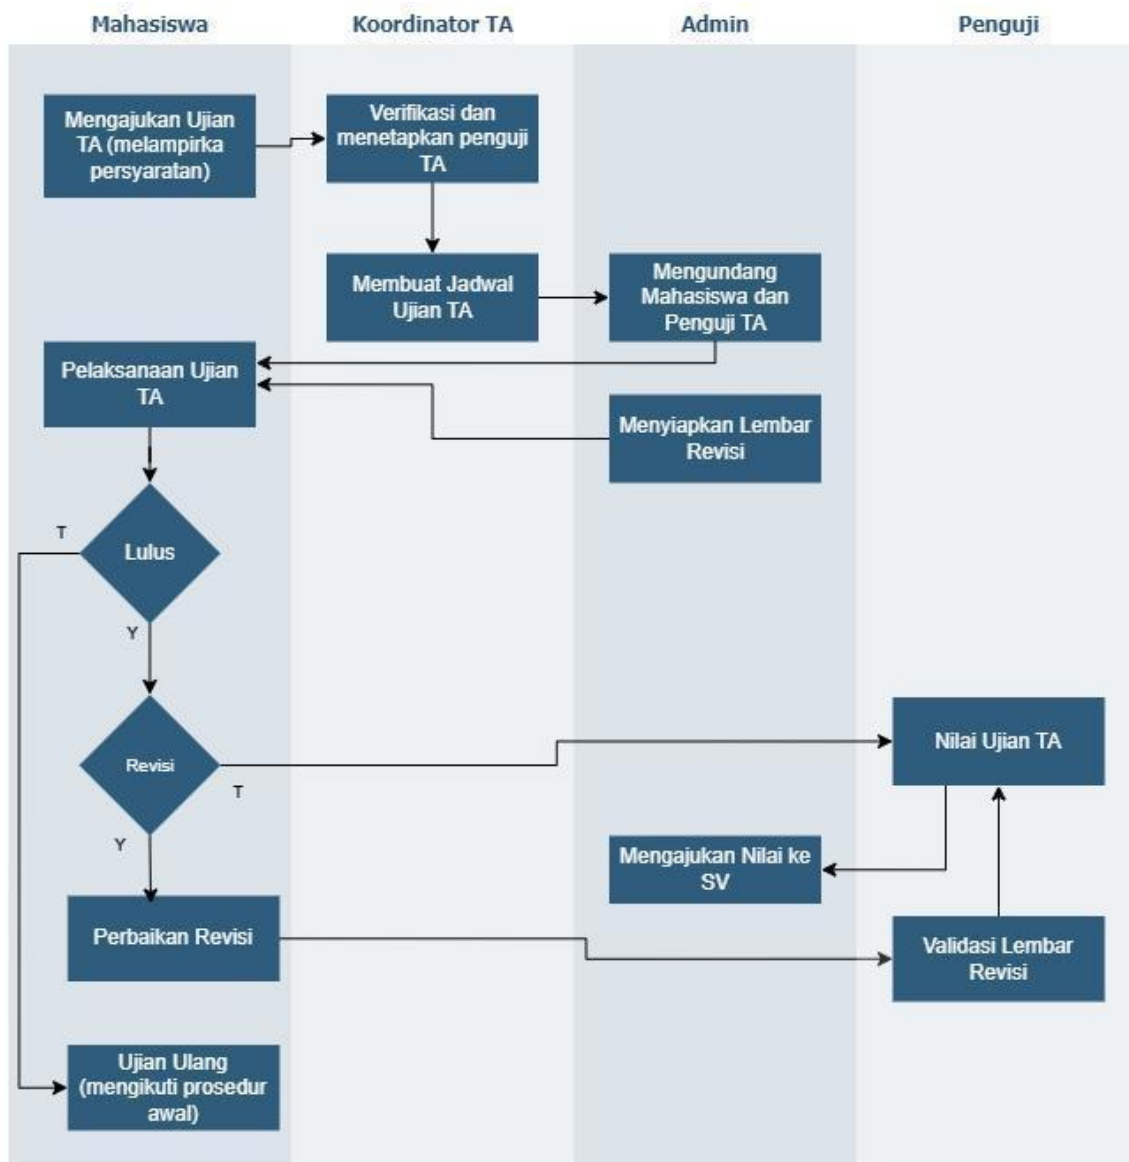 Mahasiswa
Koordinator TA
Admin
Penguji
Mengajukan Ujian
TA (melampirka
persyaratan)
Verifikasi dan
menetapkan penguji
TA
Membuat Jadwal
Ujian TA
Mengundang
Mahasiswa dan
Penguji TA
Pelaksanaan Ujian
TA
Menyiapkan Lembar
Revisi
T
Lulus
Y
Revisi
T
Y
Nilai Ujian TA
Mengajukan Nilai ke
SV
Perbaikan Revisi
Validasi Lembar
Revisi
Ujian Ulang
(mengikuti prosedur
awal)